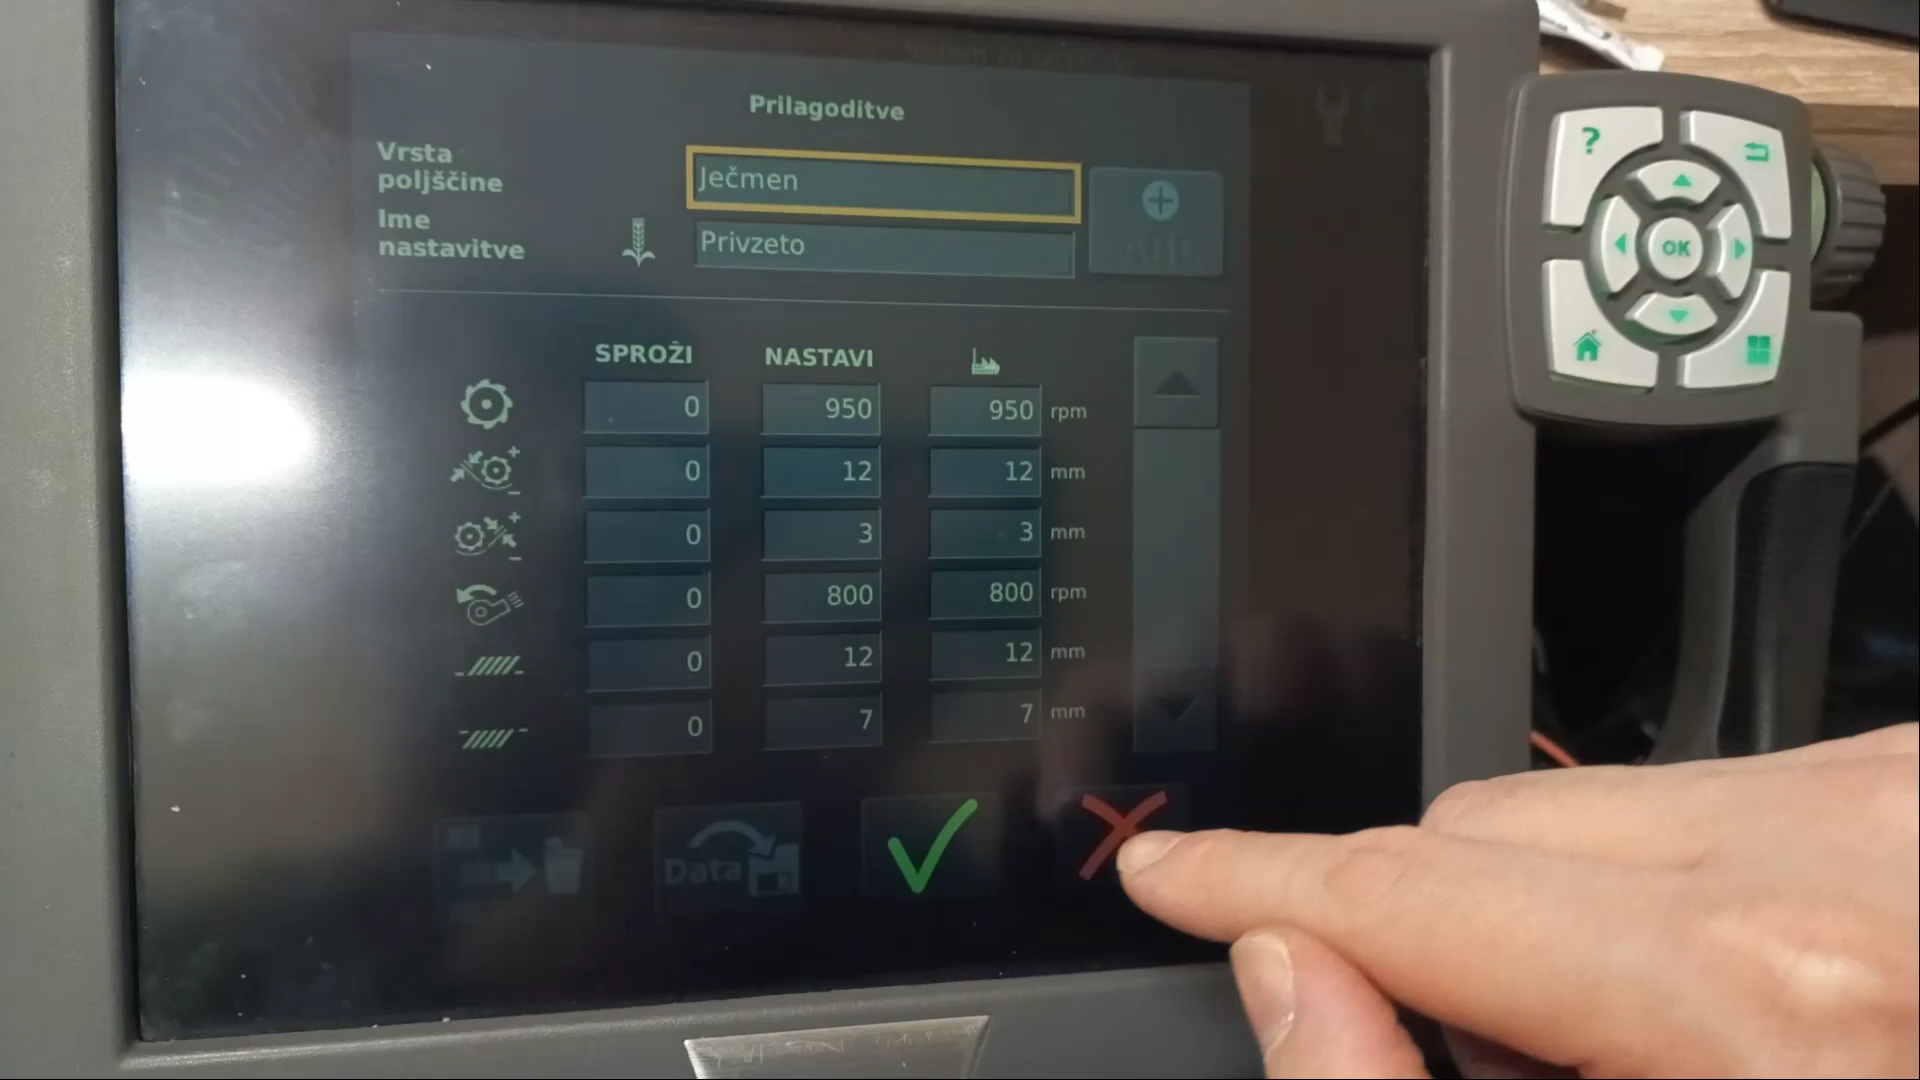 Prilagoditve
Vrsta
poljščine
Ječmen
Ime
nastavitve
Privzeto
SPROŽI NASTAVI
0 950 950 rpm
0 12 12 mm
0 3 3 mm
0 800 800 rpm
0 12 12 mm
0 7 7 mm
Data
?
OK